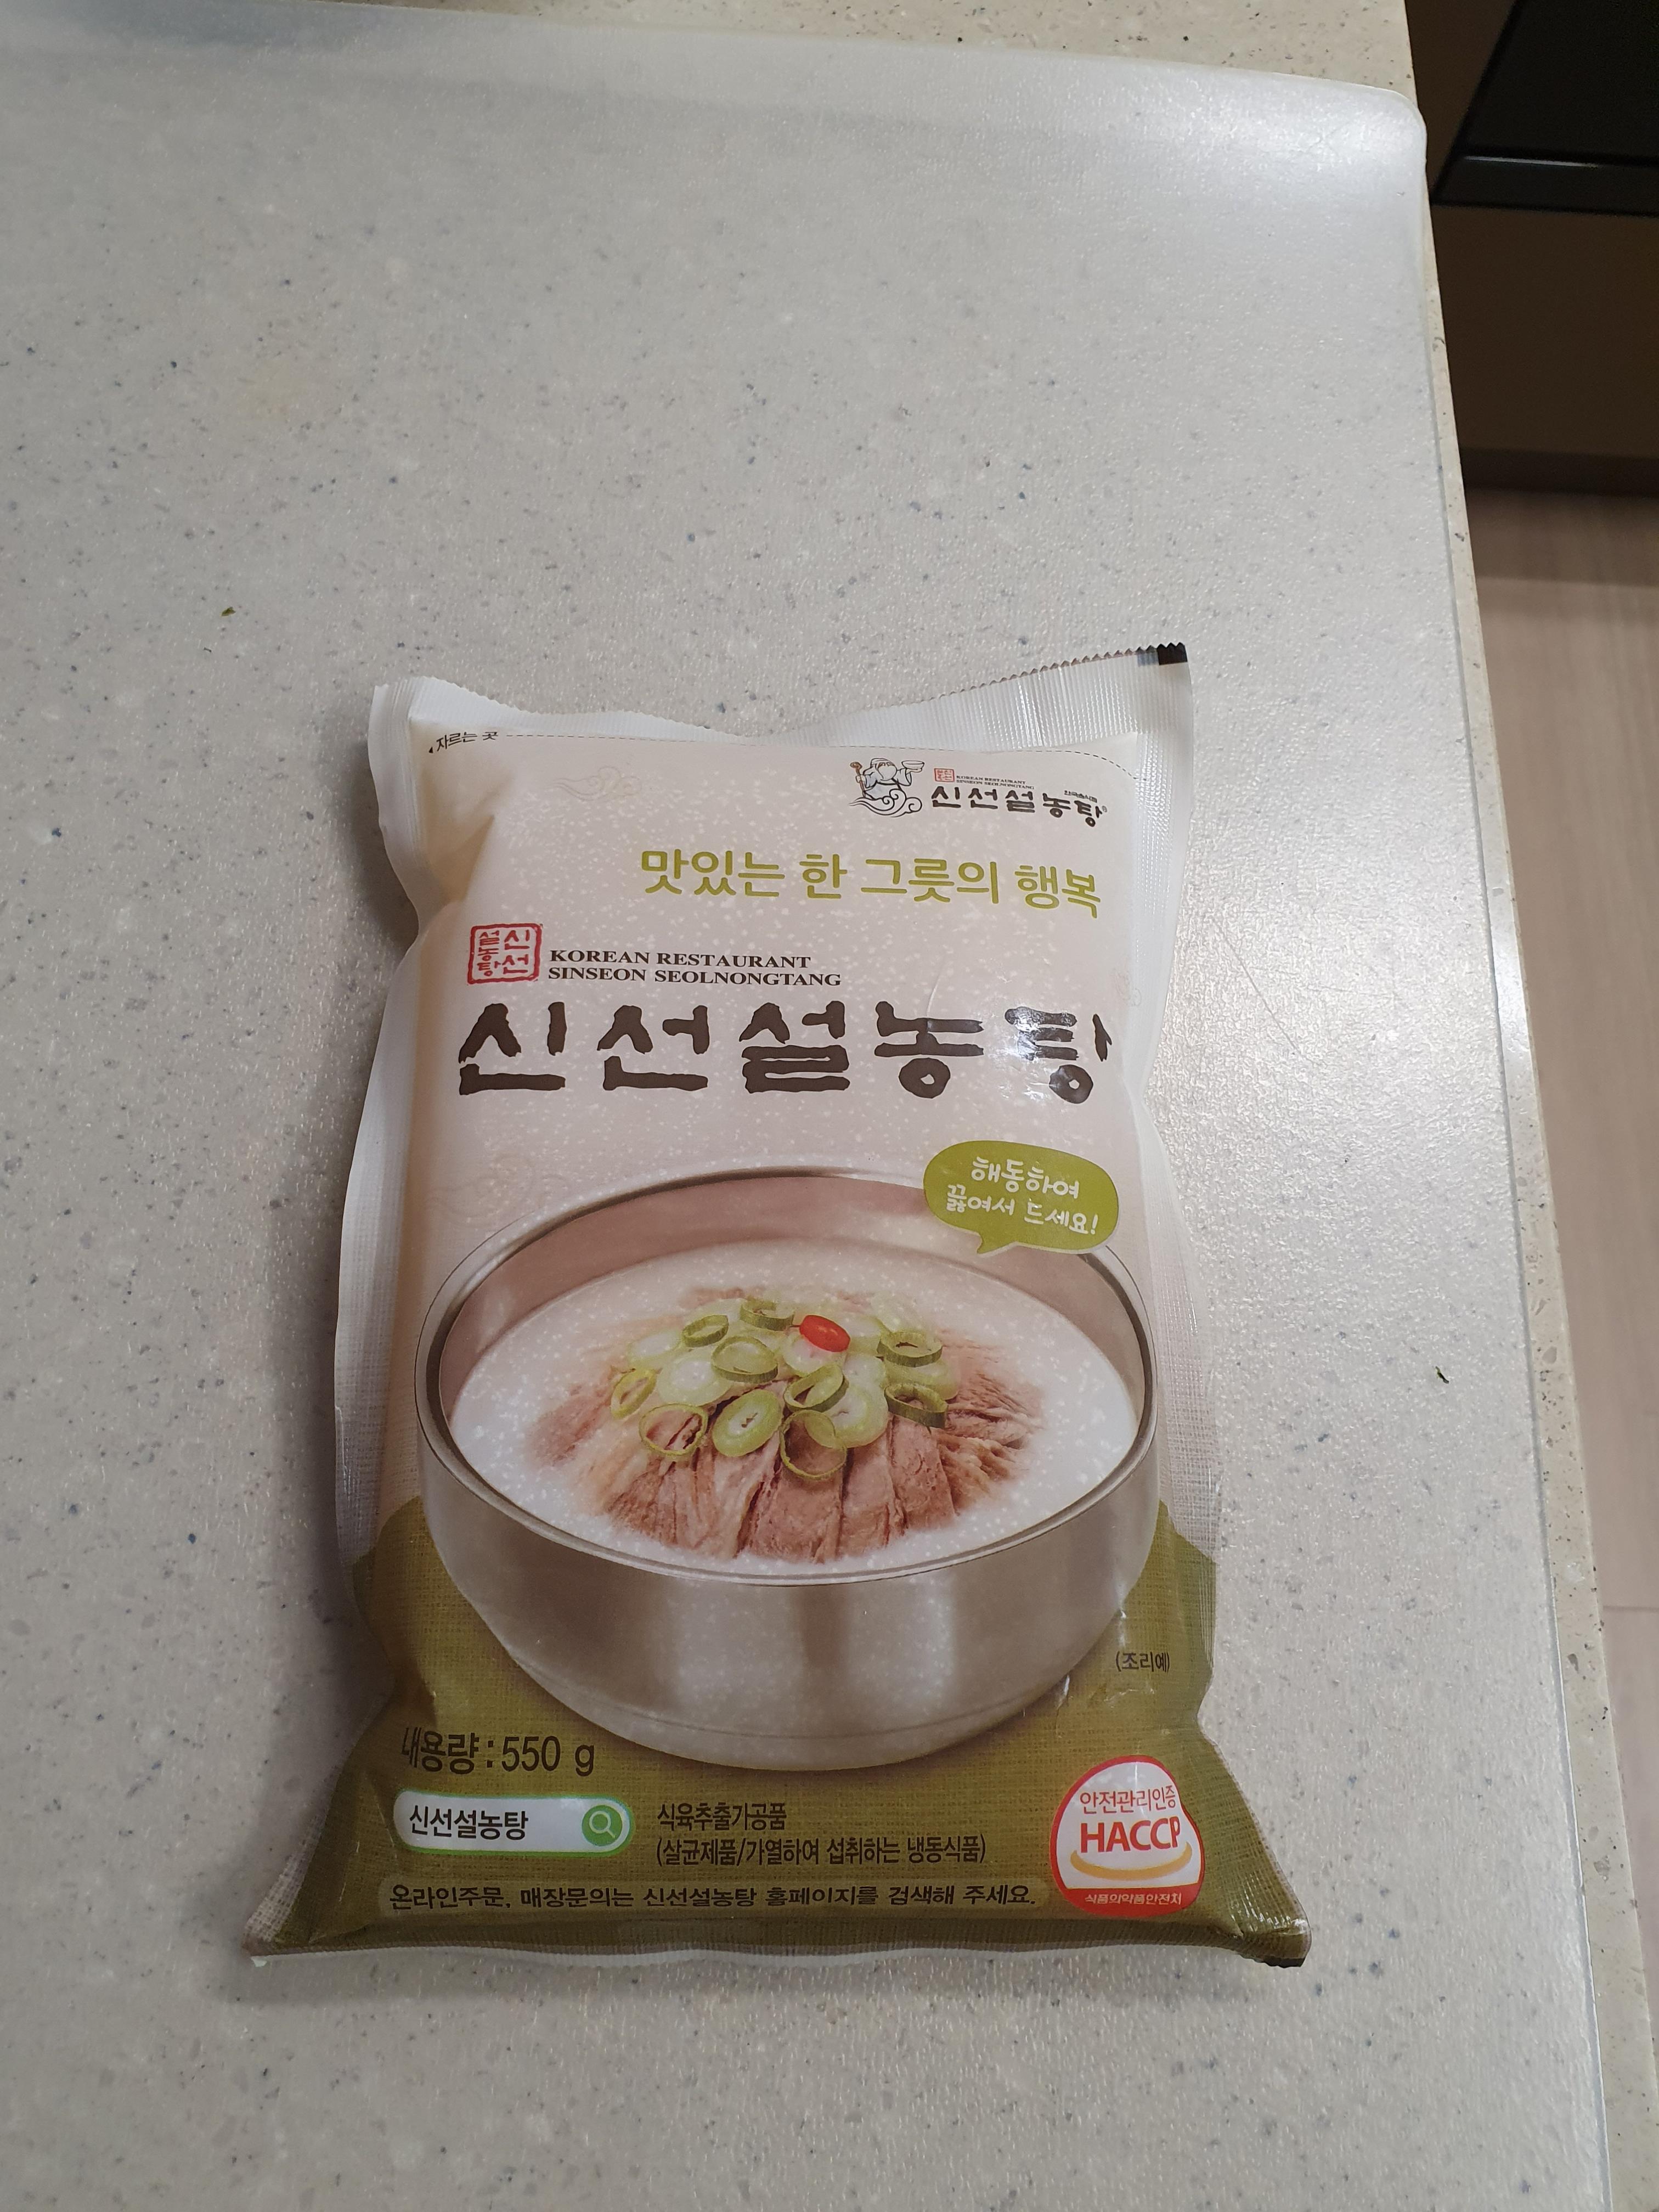 자르는 곳
KOREAN RESTAURANT
SINSEON SEOLNONGTANG
신선설농탕
맛있는 한 그릇의 행복
신선
설농탕
KOREAN RESTAURANT
SINSEON SEOLNONGTANG
신선설농탕
해동하여
끓여서 드세요!
(조리예)
내용량 : 550 g
신선설농탕
식육추출가공품
(살균제품/가열하여 섭취하는 냉동식품)
안전관리인증
HACCP
식품의약품안전처
온라인주문, 매장문의는 신선설농탕 홈페이지를 검색해 주세요.